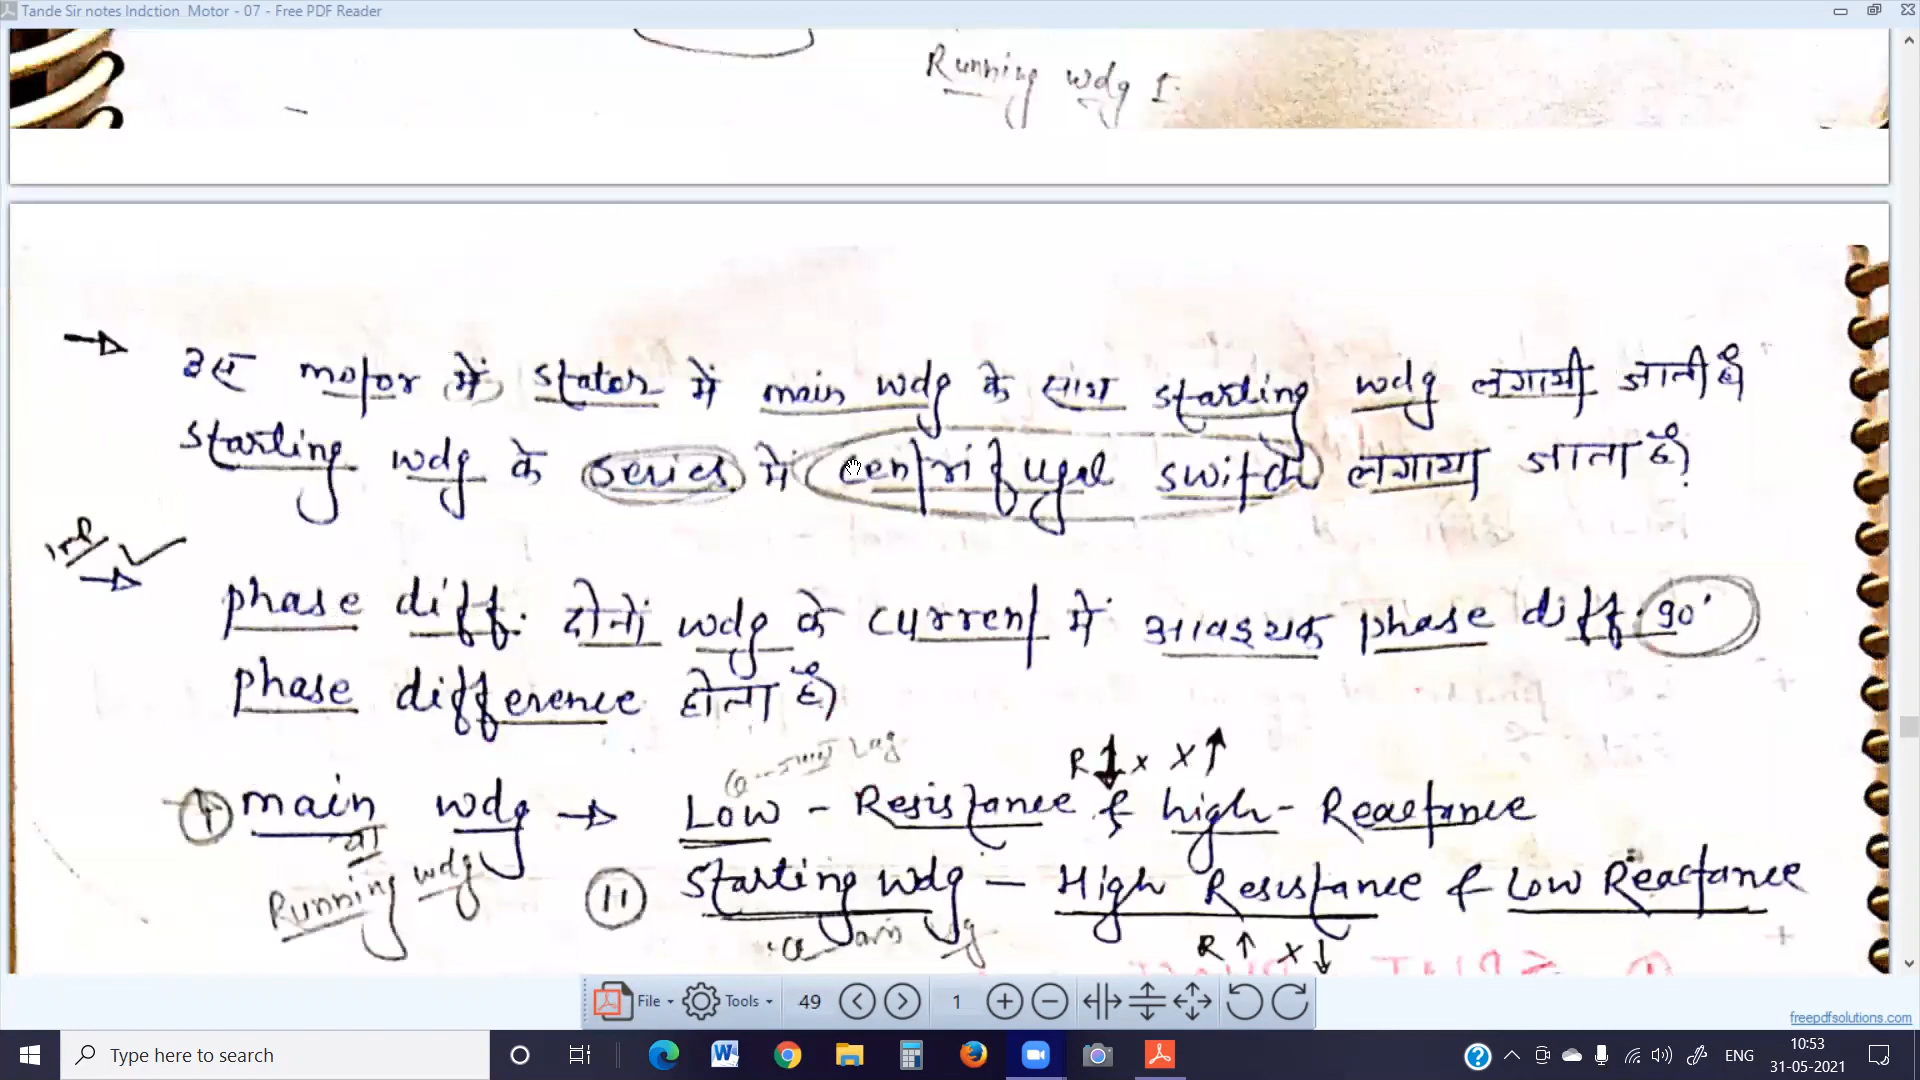 Tande Sir notes Indction Motor - 07 - Free PDF Reader
Running wdg I.
इस motor में stator में main wdg के साथ starting wdg लगायी जाती है
starting wdg के series में centrifugal switch लगाया जाता है।
phase diff. दोनों wdg के current में आवश्यक phase diff. 90°
phase difference होता है।
R ↓ X X ↑
① main wdg → Low - Resistance & high - Reactance
या
Running wdg
② Starting wdg — High Resistance & Low Reactance
R ↑ X ↓
File
Tools
49
1
freepdfsolutions.com
Type here to search
ENG
10:53
31-05-2021